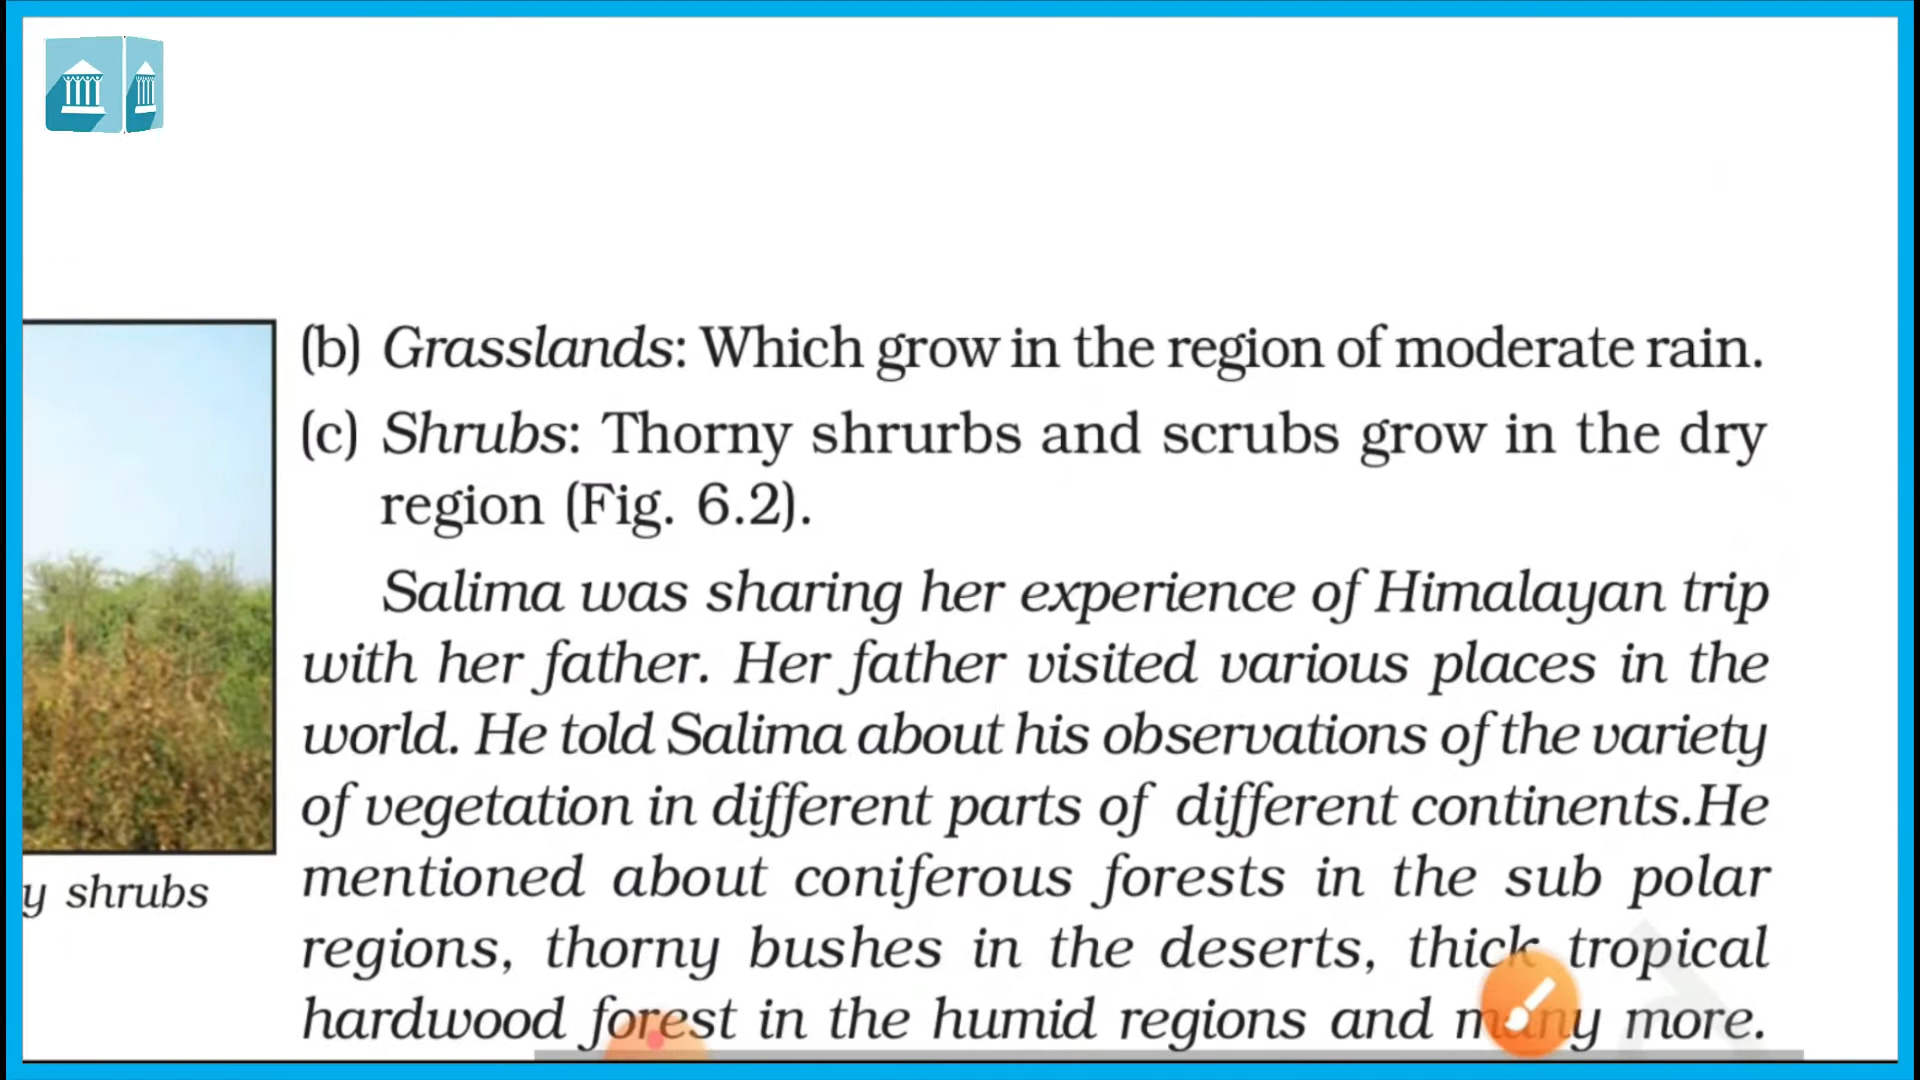 (b) Grasslands: Which grow in the region of moderate rain.
(c) Shrubs: Thorny shrurbs and scrubs grow in the dry
region (Fig. 6.2).
Salima was sharing her experience of Himalayan trip
with her father. Her father visited various places in the
world. He told Salima about his observations of the variety
of vegetation in different parts of different continents.He
mentioned about coniferous forests in the sub polar
regions, thorny bushes in the deserts, thick tropical
hardwood forest in the humid regions and many more.
y shrubs